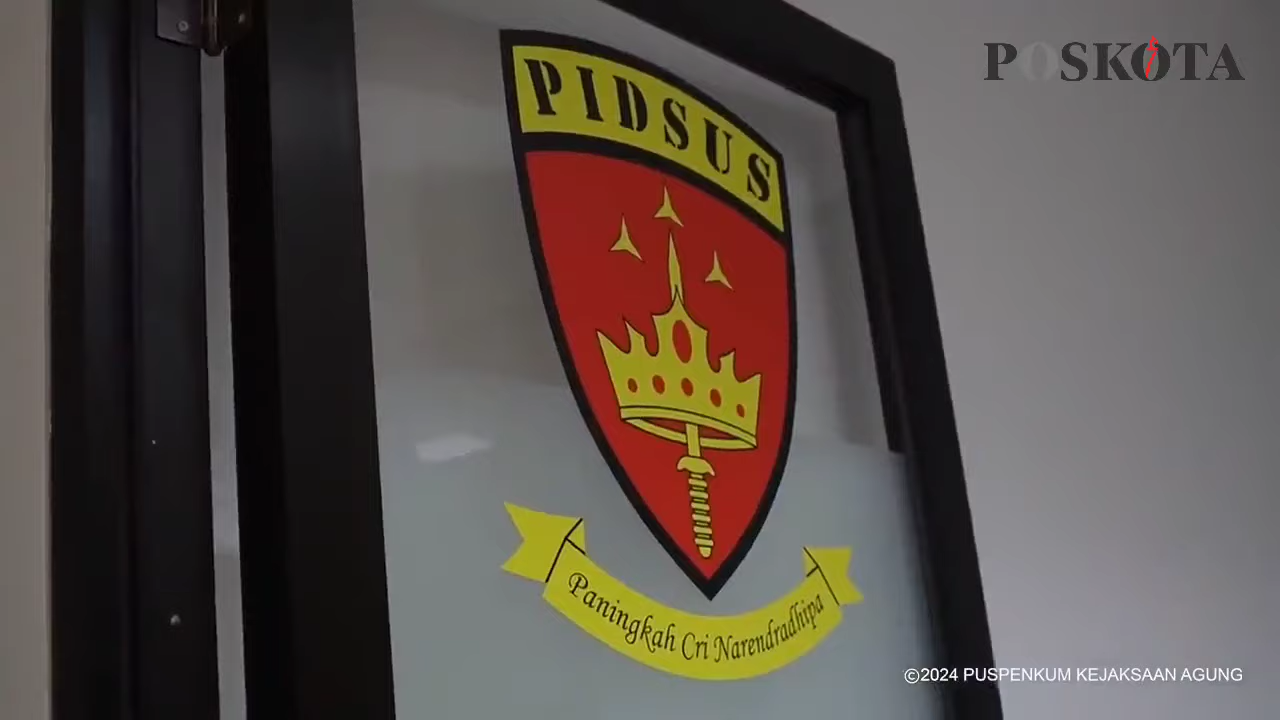 POSKOTA
PIDSUS
Paningkah Cri Narendradhipa
©2024 PUSPENKUM KEJAKSAAN AGUNG